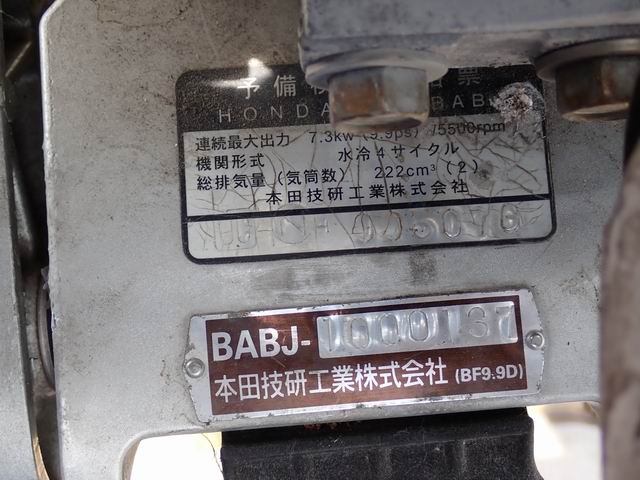 予備
HONDA BAB
連続最大出力 7.3kw (9.9ps) /5500rpm
機関形式 水冷4サイクル
総排気量 (気筒数) 222cm³ (2)
本田技研工業株式会社
BABJ-1000137
本田技研工業株式会社 (BF9.9D)